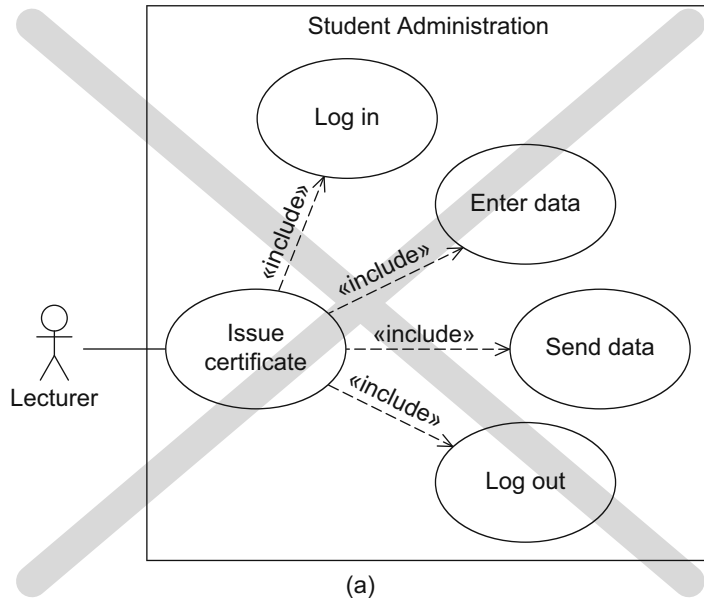 Student Administration
Log in
«include»
Enter data
«include»
Issue
certificate
«include»
Send data
Lecturer
«include»
Log out
(a)